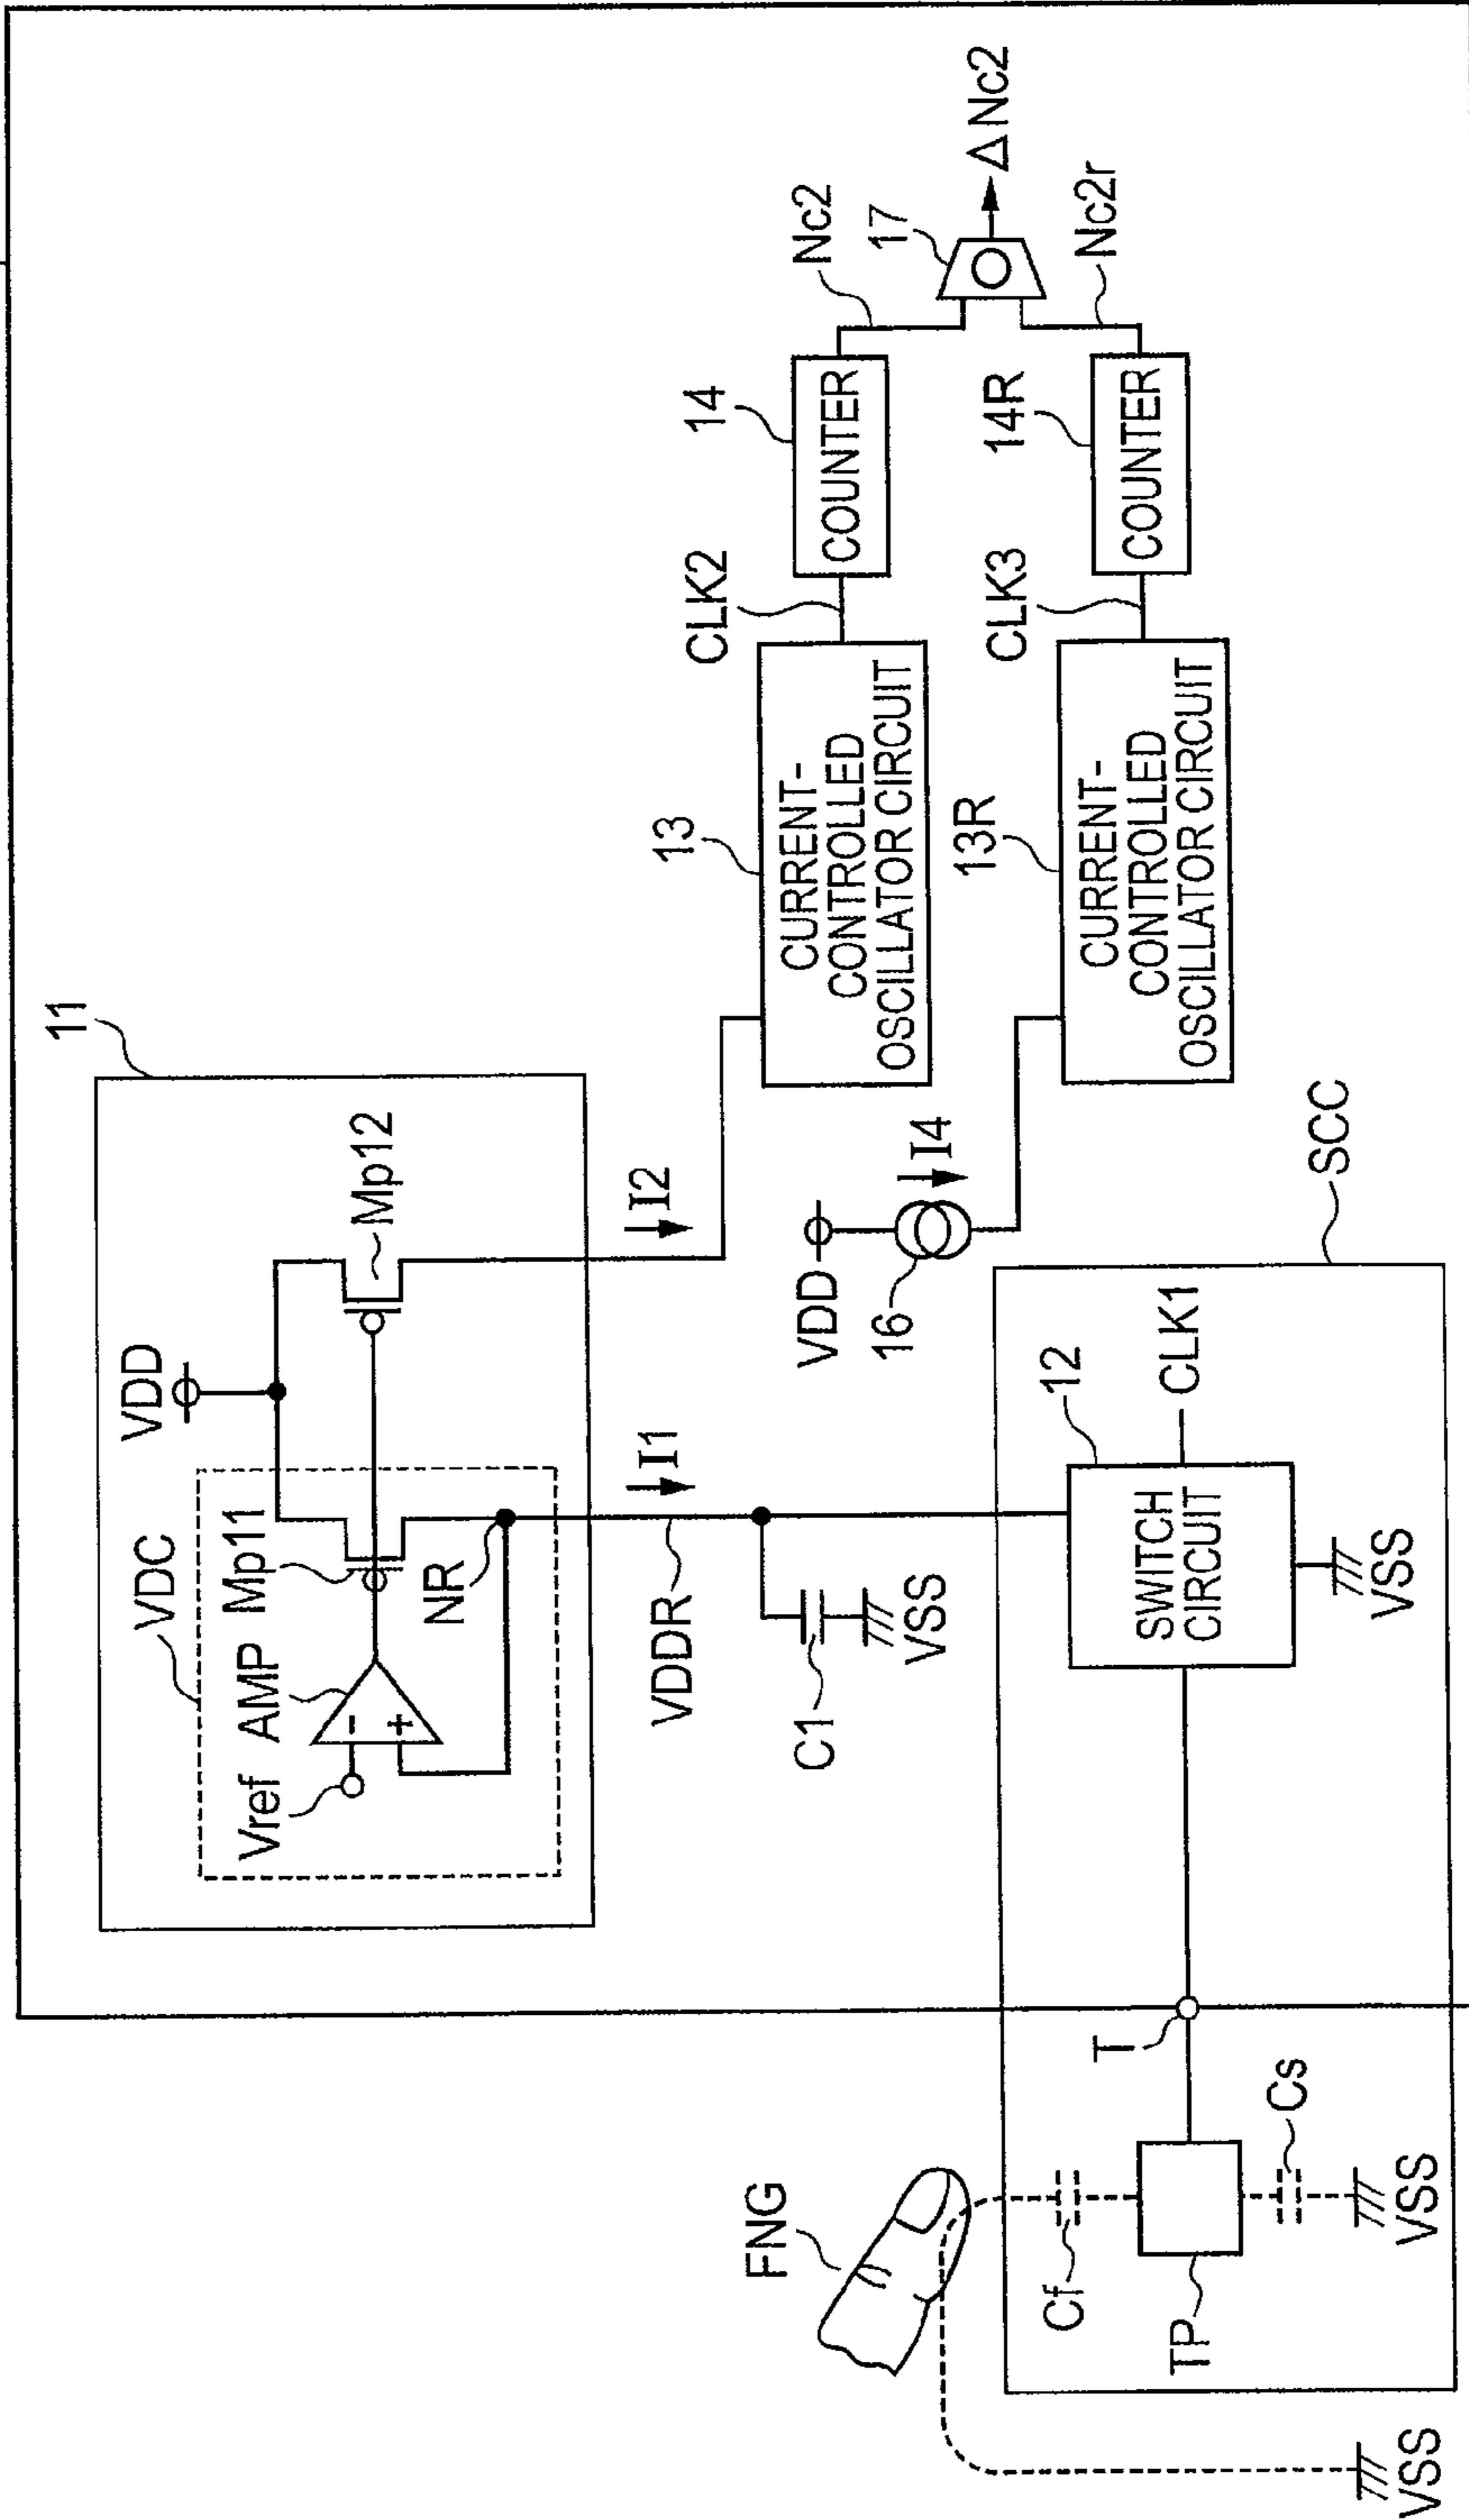 11
VDD
VDC
Mp11
Mp12
Vref
AMP
NR
I1
I2
VDDR
C1
VSS
VDD
16
I4
13
CURRENT-
CONTROLLED
OSCILLATOR CIRCUIT
CLK2
14
COUNTER
Nc2
17
ΔNc2
13R
CURRENT-
CONTROLLED
OSCILLATOR CIRCUIT
CLK3
14R
COUNTER
Nc2r
SCC
12
SWITCH
CIRCUIT
CLK1
VSS
FNG
T
Cf
Cs
TP
VSS
VSS